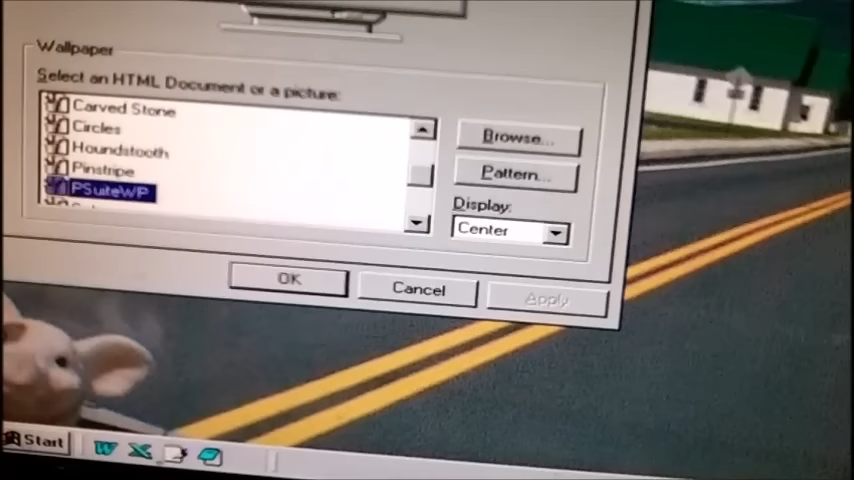 Wallpaper
Select an HTML Document or a picture:
Carved Stone
Circles
Houndstooth
Pinstripe
PSuiteWP
Browse...
Pattern...
Display:
Center
OK
Cancel
Apply
Start